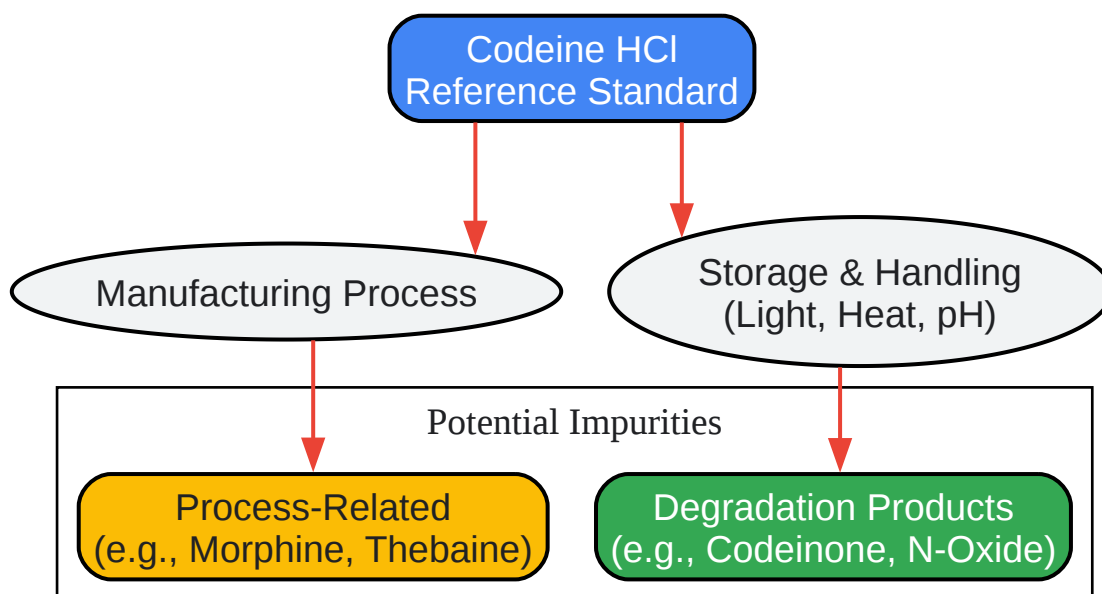 Codeine HCl
Reference Standard
Manufacturing Process
Storage & Handling
(Light, Heat, pH)
Potential Impurities
Process-Related
(e.g., Morphine, Thebaine)
Degradation Products
(e.g., Codeinone, N-Oxide)